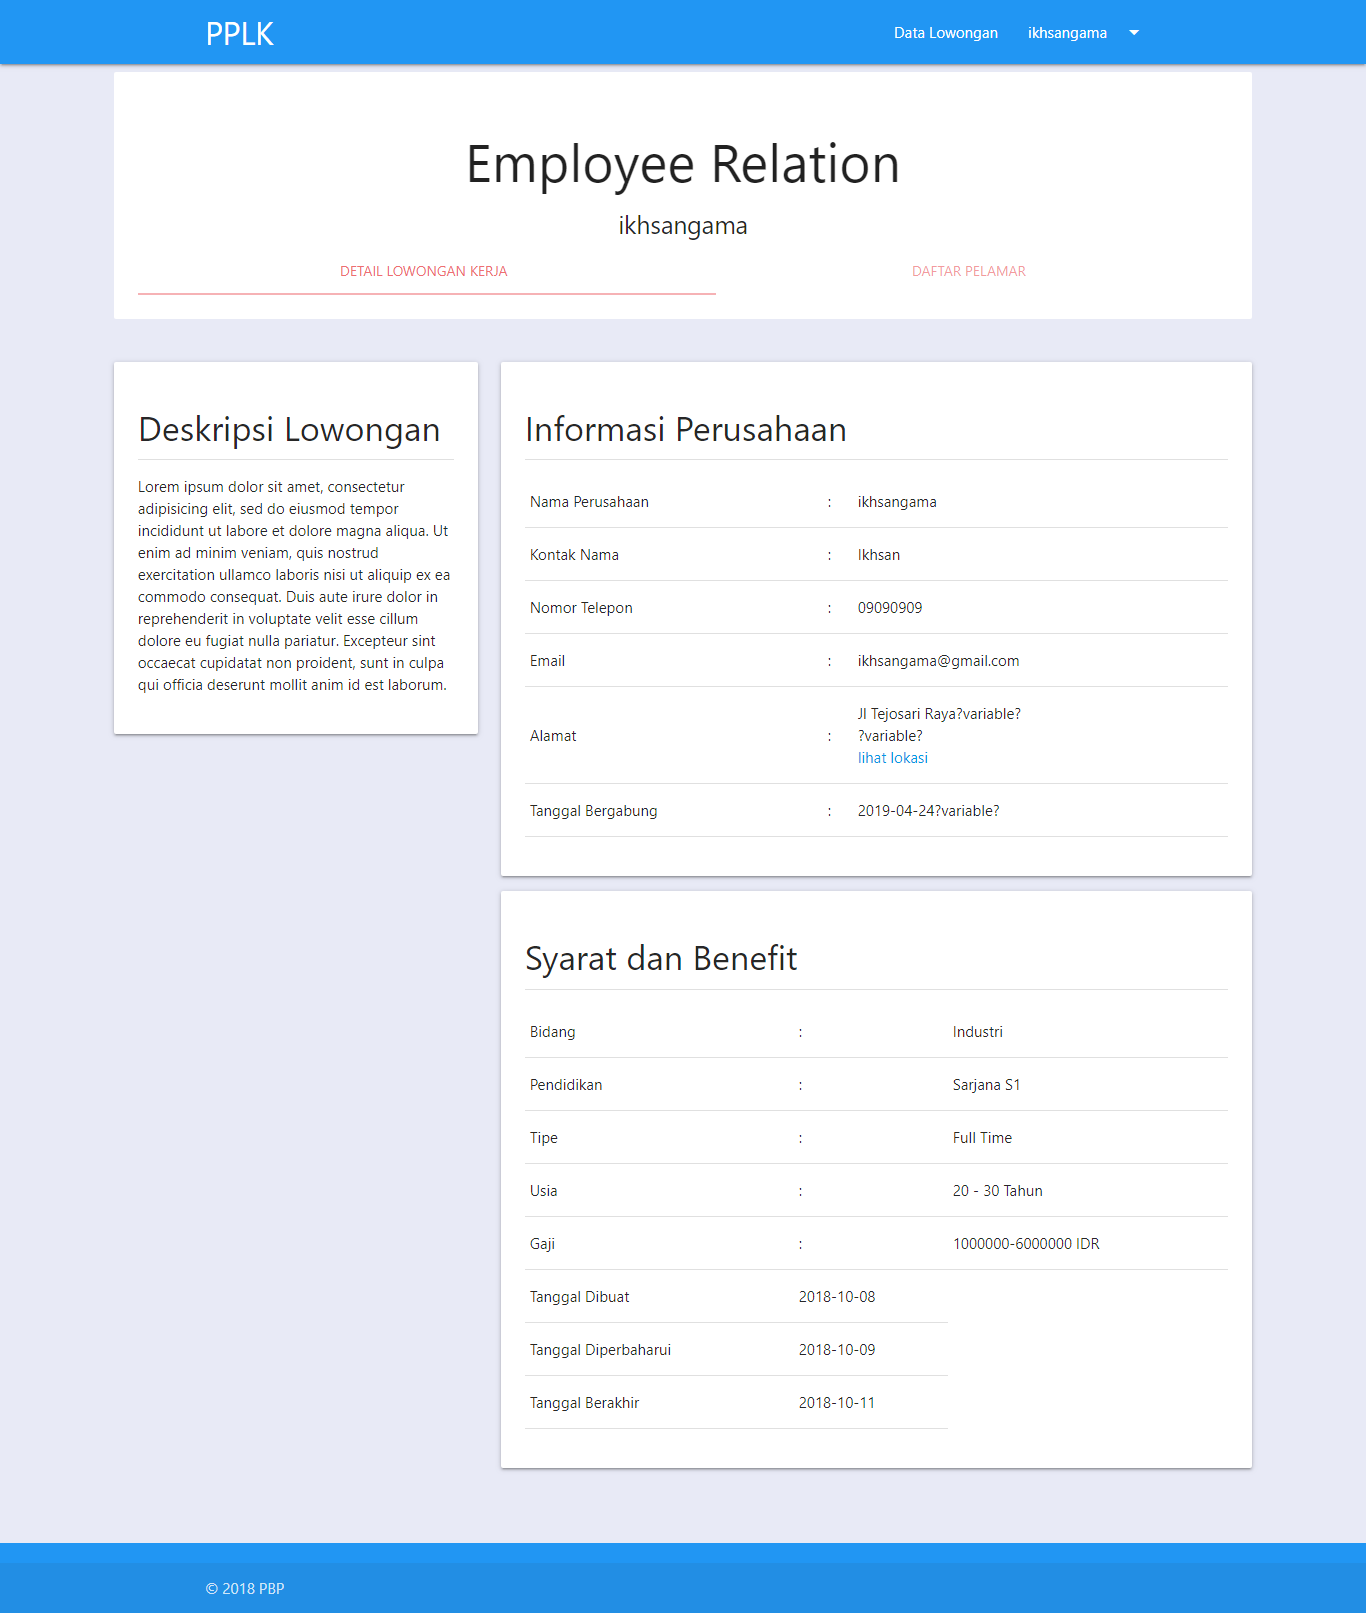 PPLK
Data Lowongan
ikhsangama
Employee Relation
ikhsangama
DETAIL LOWONGAN KERJA
DAFTAR PELAMAR
Deskripsi Lowongan
Lorem ipsum dolor sit amet, consectetur
adipisicing elit, sed do eiusmod tempor
incididunt ut labore et dolore magna aliqua. Ut
enim ad minim veniam, quis nostrud
exercitation ullamco laboris nisi ut aliquip ex ea
commodo consequat. Duis aute irure dolor in
reprehenderit in voluptate velit esse cillum
dolore eu fugiat nulla pariatur. Excepteur sint
occaecat cupidatat non proident, sunt in culpa
qui officia deserunt mollit anim id est laborum.
Informasi Perusahaan
Nama Perusahaan : ikhsangama
Kontak Nama : Ikhsan
Nomor Telepon : 09090909
Email : ikhsangama@gmail.com
Alamat : Jl Tejosari Raya?variable?
?variable?
lihat lokasi
Tanggal Bergabung : 2019-04-24?variable?
Syarat dan Benefit
Bidang : Industri
Pendidikan : Sarjana S1
Tipe : Full Time
Usia : 20 - 30 Tahun
Gaji : 1000000-6000000 IDR
Tanggal Dibuat 2018-10-08
Tanggal Diperbaharui 2018-10-09
Tanggal Berakhir 2018-10-11
© 2018 PBP